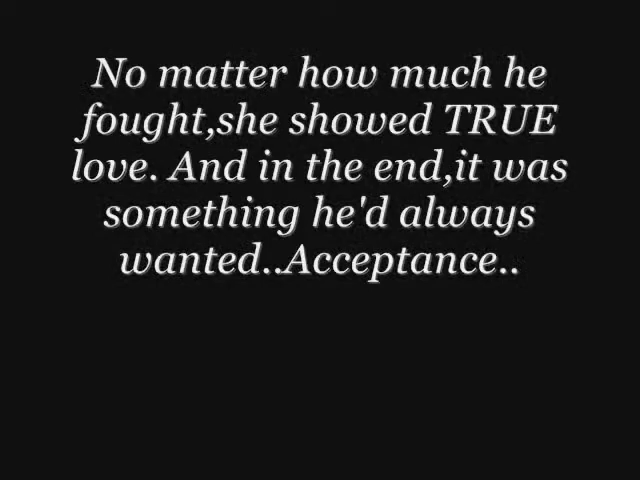 No matter how much he
fought,she showed TRUE
love. And in the end,it was
something he'd always
wanted..Acceptance..